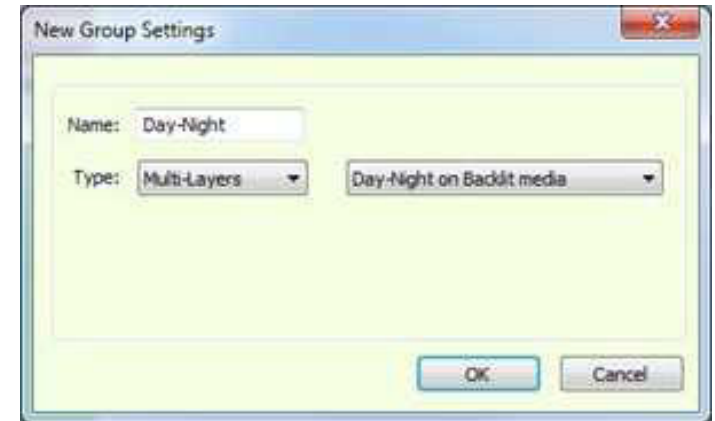 New Group Settings
Name: Day-Night
Type: Multi-Layers Day-Night on Backlit media
OK Cancel